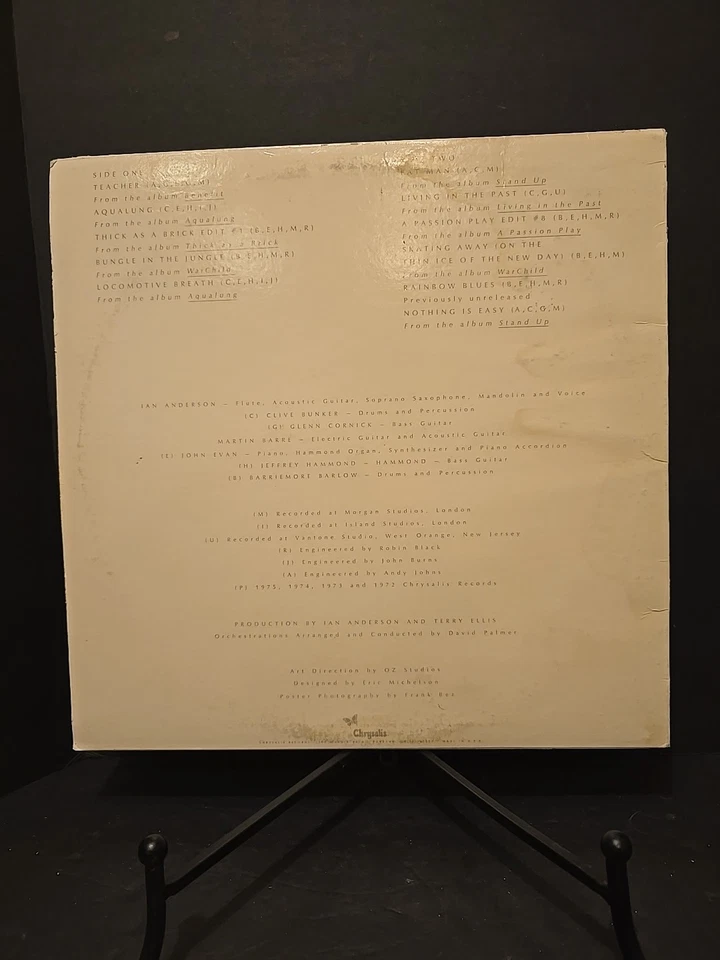 SIDE ONE
TEACHER
From the album Benefit
AQUALUNG (C,E,H,I,J)
From the album Aqualung
THICK AS A BRICK EDIT #1 (B,E,H,M,R)
From the album Thick as a Brick
BUNGLE IN THE JUNGLE (B,E,H,M,R)
From the album WarChild
LOCOMOTIVE BREATH (C,E,H,I,J)
From the album Aqualung
TWO
FAT MAN (A,C,M)
From the album Stand Up
LIVING IN THE PAST (C,G,U)
From the album Living in the Past
A PASSION PLAY EDIT #8 (B,E,H,M,R)
From the album A Passion Play
SKATING AWAY (ON THE
THIN ICE OF THE NEW DAY) (B,E,H,M)
From the album WarChild
RAINBOW BLUES (B,E,H,M,R)
Previously unreleased
NOTHING IS EASY (A,C,G,M)
From the album Stand Up
IAN ANDERSON — Flute, Acoustic Guitar, Soprano Saxophone, Mandolin and Voice
(C) CLIVE BUNKER — Drums and Percussion
(G) GLENN CORNICK — Bass Guitar
MARTIN BARRE — Electric Guitar and Acoustic Guitar
(E) JOHN EVAN — Piano, Hammond Organ, Synthesizer and Piano Accordion
(H) JEFFREY HAMMOND — HAMMOND — Bass Guitar
(B) BARRIEMORE BARLOW — Drums and Percussion
(M) Recorded at Morgan Studios, London
(I) Recorded at Island Studios, London
(U) Recorded at Vantone Studio, West Orange, New Jersey
(R) Engineered by Robin Black
(J) Engineered by John Burns
(A) Engineered by Andy Johns
(P) 1975, 1974, 1973 and 1972 Chrysalis Records
PRODUCTION BY IAN ANDERSON AND TERRY ELLIS
Orchestrations Arranged and Conducted by David Palmer
Art Direction by OZ Studios
Designed by Eric Michelson
Poster Photographs by Frank
Chrysalis